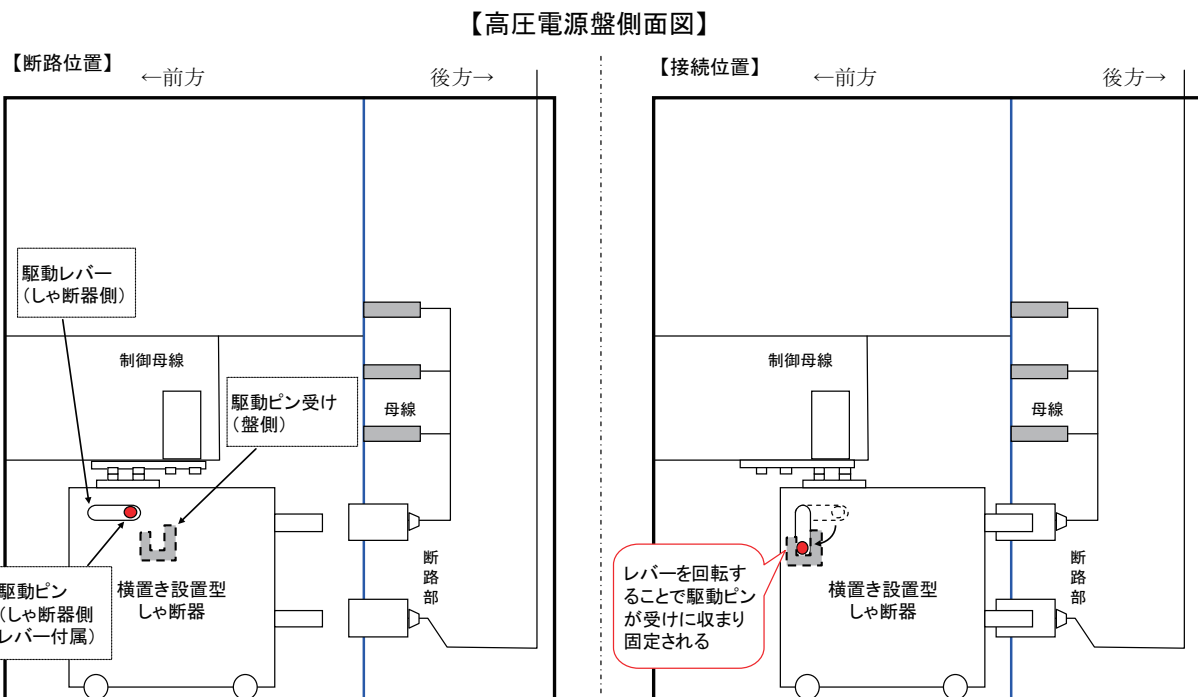 【高圧電源盤側面図】
【断路位置】
←前方
後方→
駆動レバー
(しゃ断器側)
制御母線
駆動ピン受け
(盤側)
母線
駆動ピン
(しゃ断器側
レバー付属)
横置き設置型
しゃ断器
断
路
部
【接続位置】
←前方
後方→
制御母線
母線
レバーを回転す
ることで駆動ピン
が受けに収まり
固定される
横置き設置型
しゃ断器
断
路
部